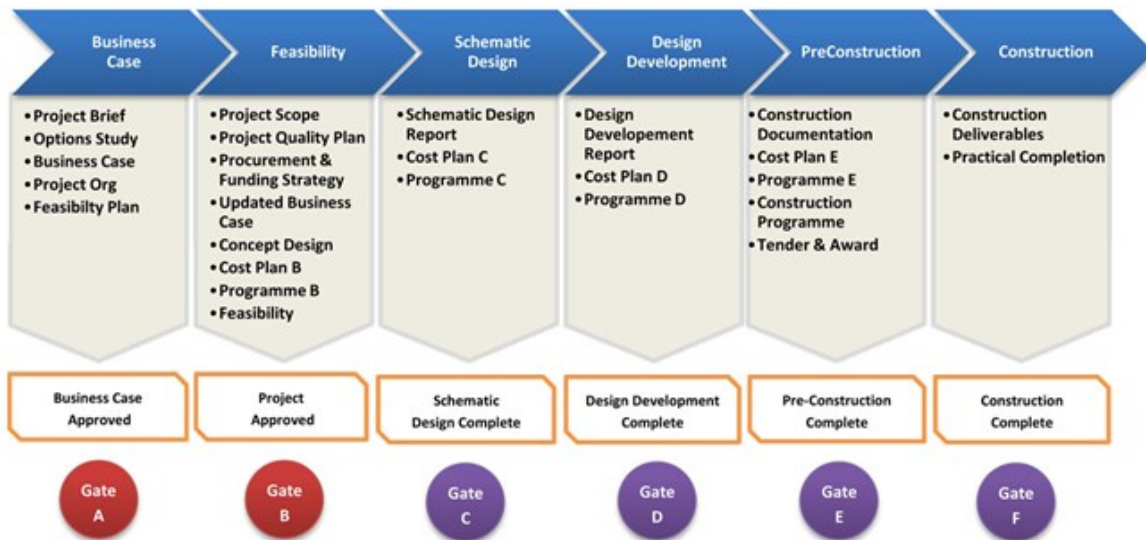 Business
Case
Feasibility
Schematic
Design
Design
Development
PreConstruction
Construction
•Project Brief
•Options Study
•Business Case
•Project Org
•Feasibilty Plan
•Project Scope
•Project Quality Plan
•Procurement &
Funding Strategy
•Updated Business
Case
•Concept Design
•Cost Plan B
•Programme B
•Feasibility
•Schematic Design
Report
•Cost Plan C
•Programme C
•Design
Developement
Report
•Cost Plan D
•Programme D
•Construction
Documentation
•Cost Plan E
•Programme E
•Construction
Programme
•Tender & Award
•Construction
Deliverables
•Practical Completion
Business Case
Approved
Project
Approved
Schematic
Design Complete
Design Development
Complete
Pre-Construction
Complete
Construction
Complete
Gate
A
Gate
B
Gate
C
Gate
D
Gate
E
Gate
F